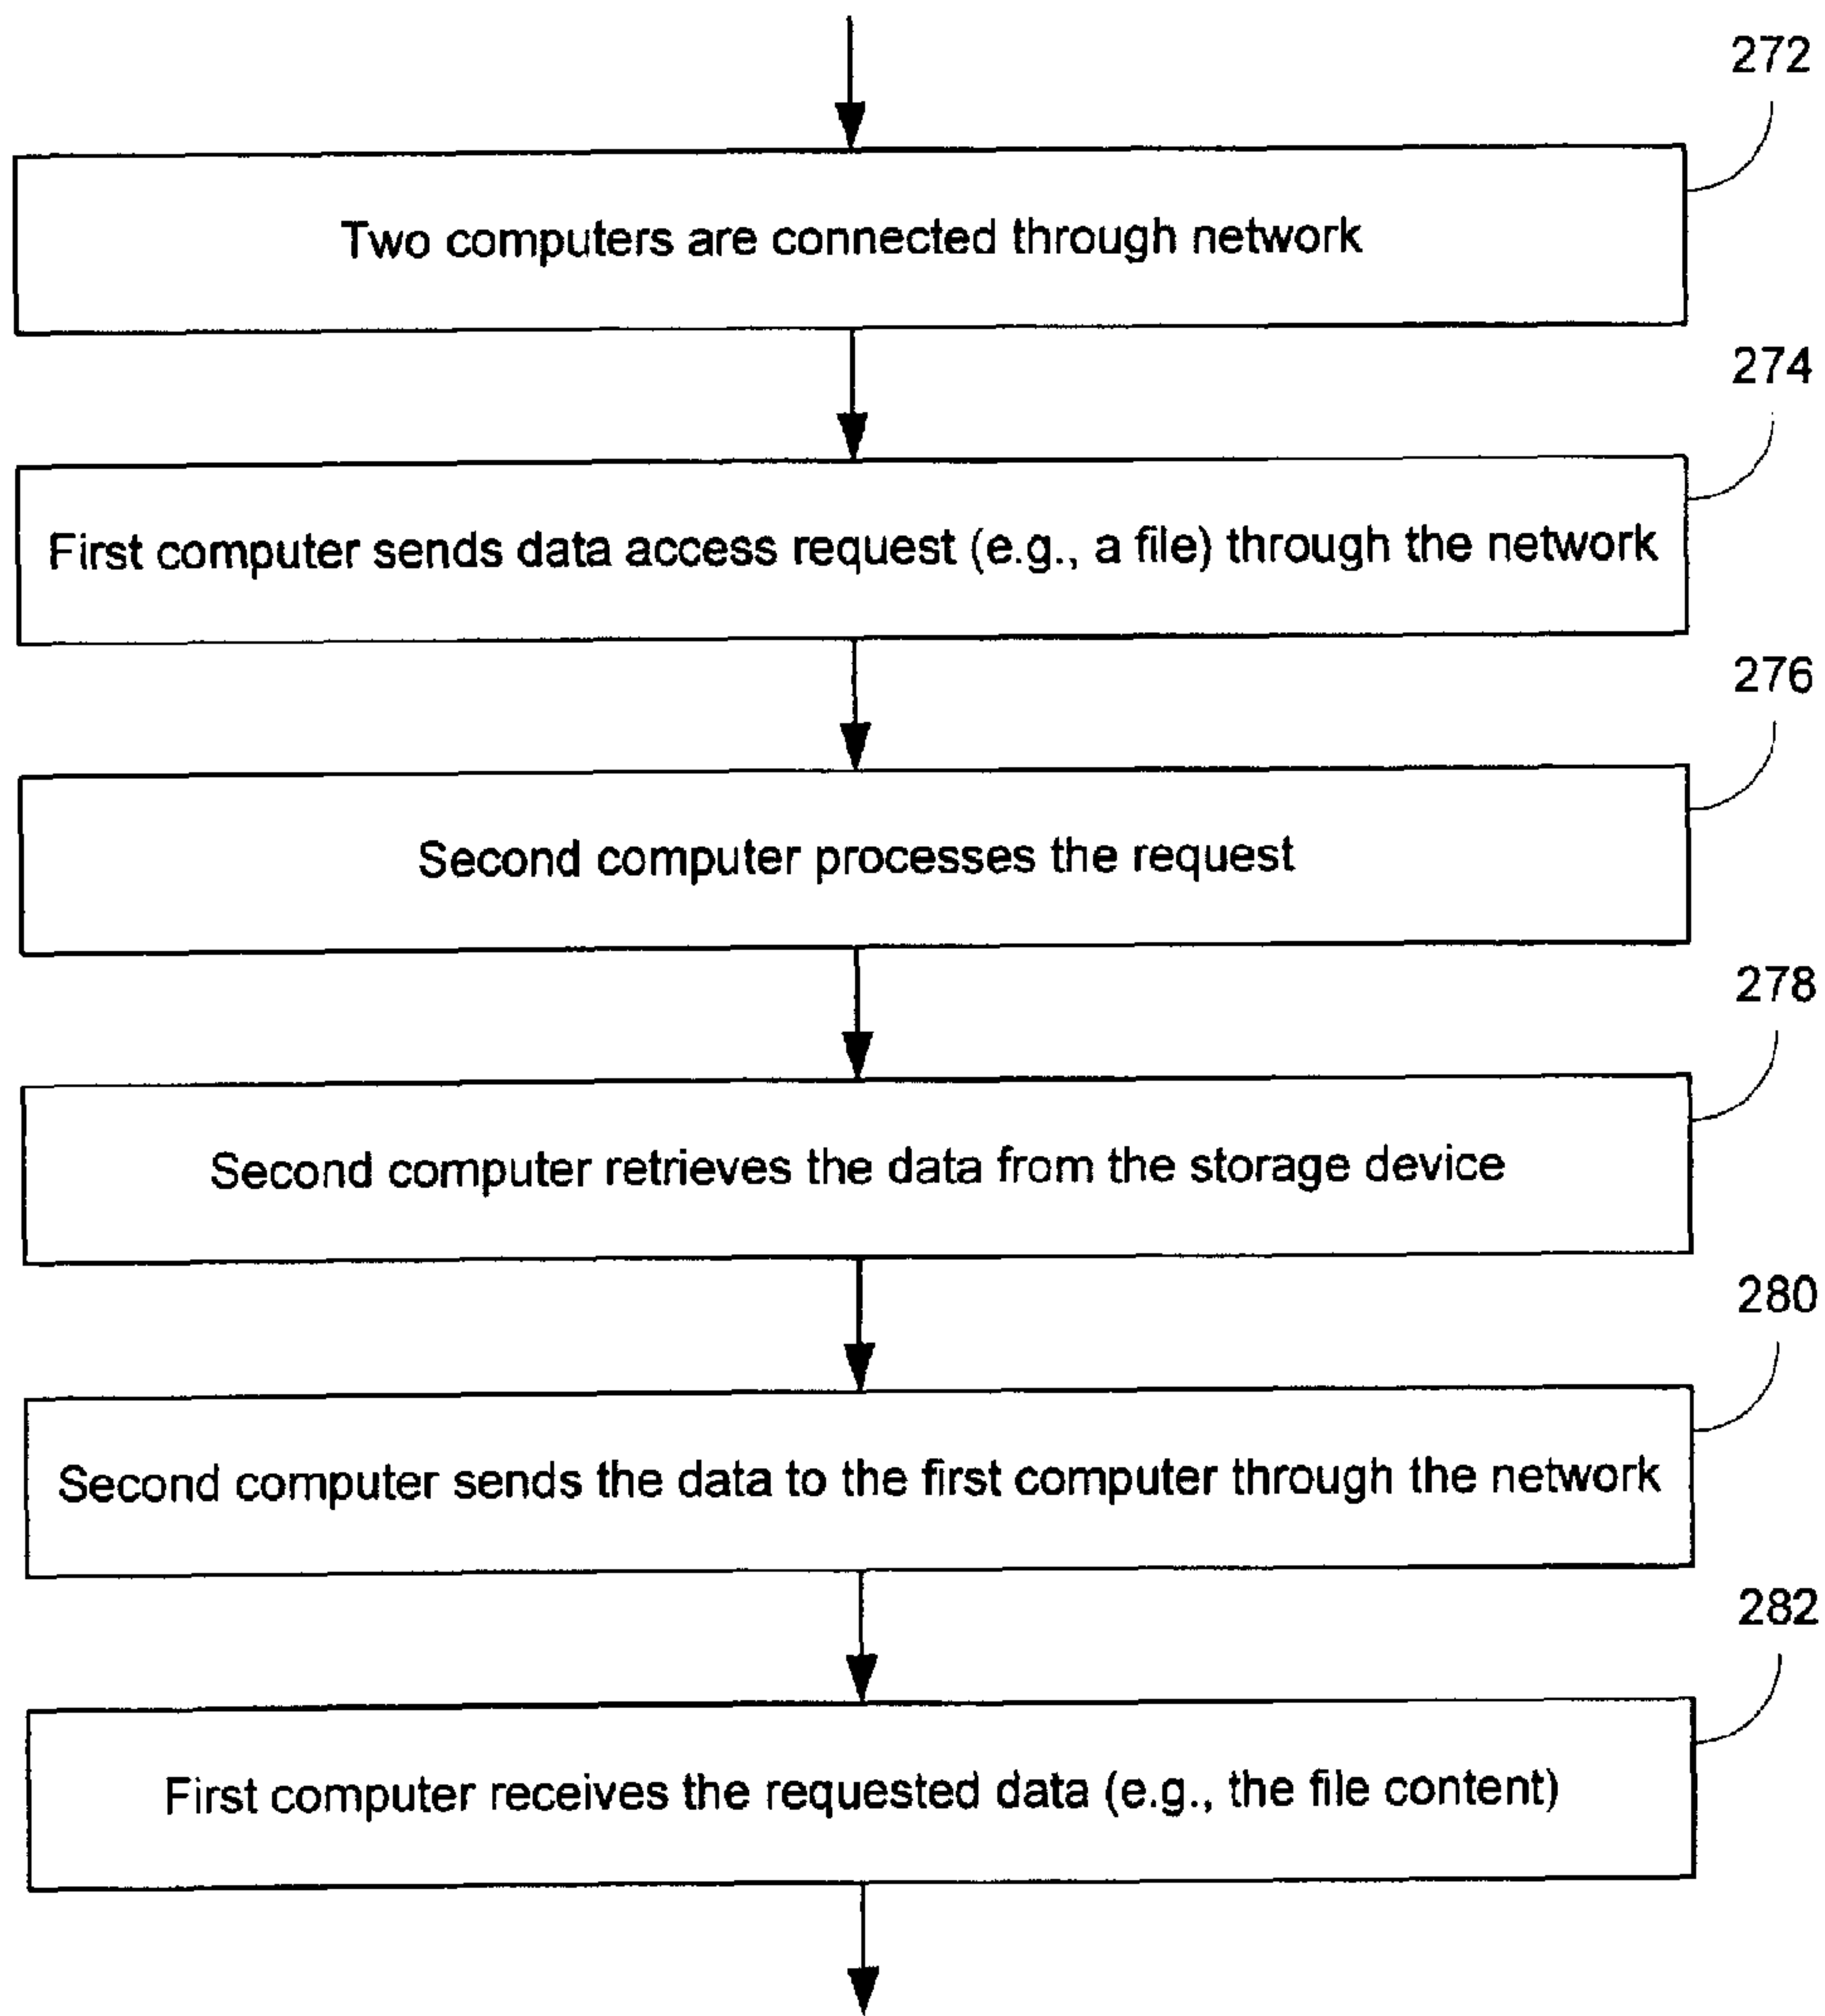 272
Two computers are connected through network
274
First computer sends data access request (e.g., a file) through the network
276
Second computer processes the request
278
Second computer retrieves the data from the storage device
280
Second computer sends the data to the first computer through the network
282
First computer receives the requested data (e.g., the file content)